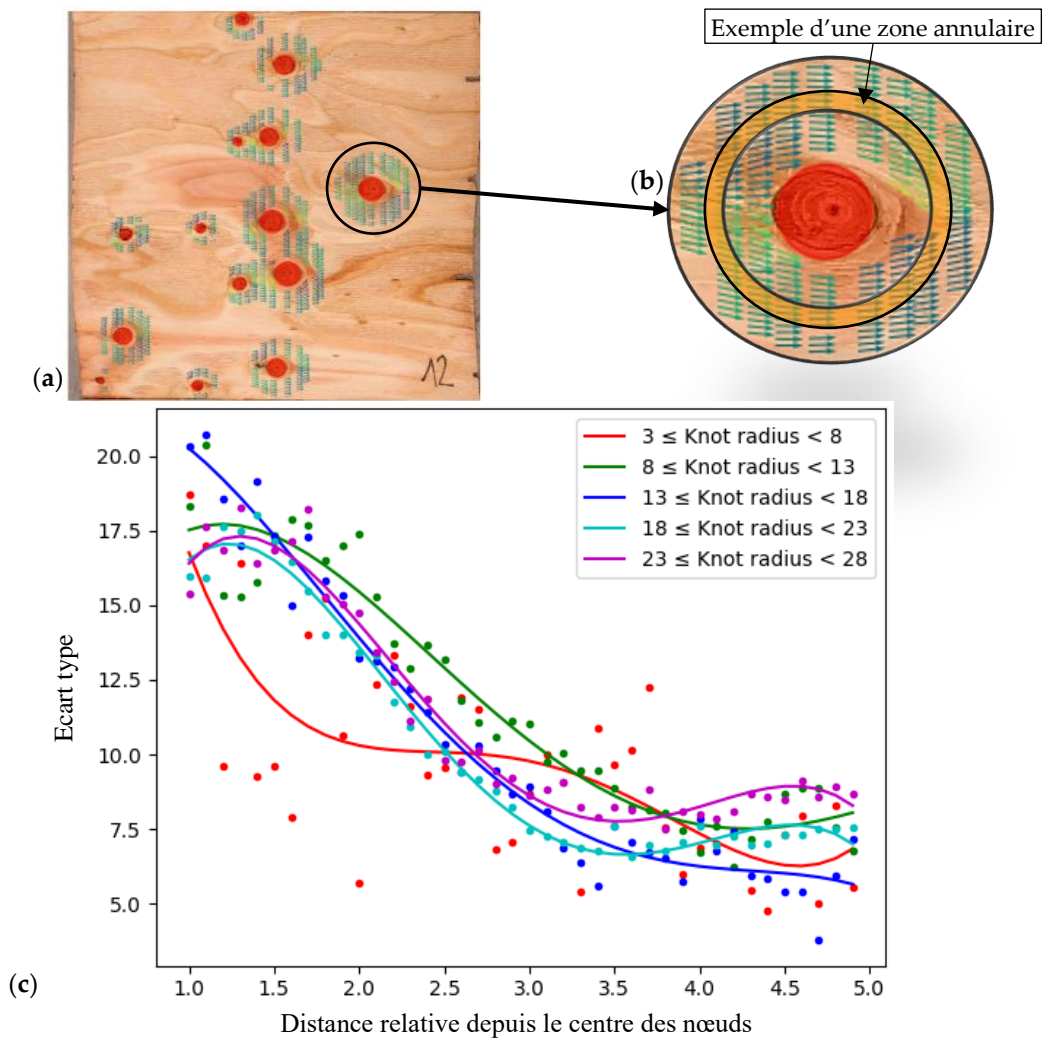 Exemple d’une zone annulaire
(b)
(a)
12
3 ≤ Knot radius < 8
8 ≤ Knot radius < 13
13 ≤ Knot radius < 18
18 ≤ Knot radius < 23
23 ≤ Knot radius < 28
20.0
17.5
15.0
12.5
10.0
7.5
5.0
Ecart type
(c)
1.0 1.5 2.0 2.5 3.0 3.5 4.0 4.5 5.0
Distance relative depuis le centre des nœuds